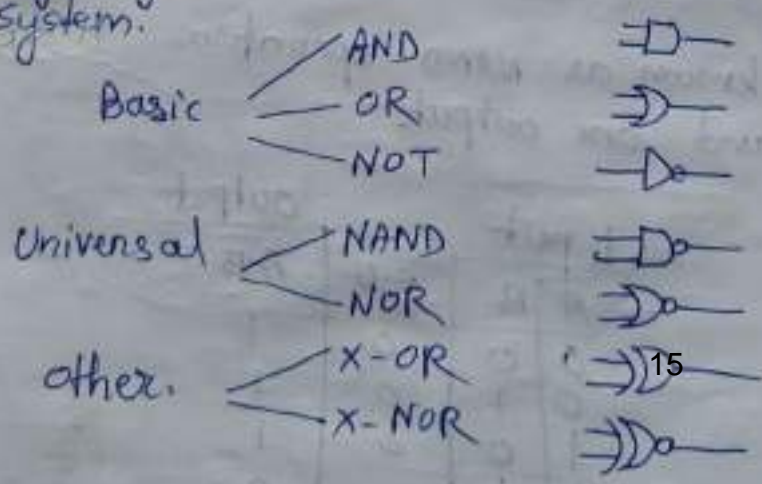 system.
AND
Basic OR
NOT
Universal NAND
NOR
other. X-OR 15
X-NOR